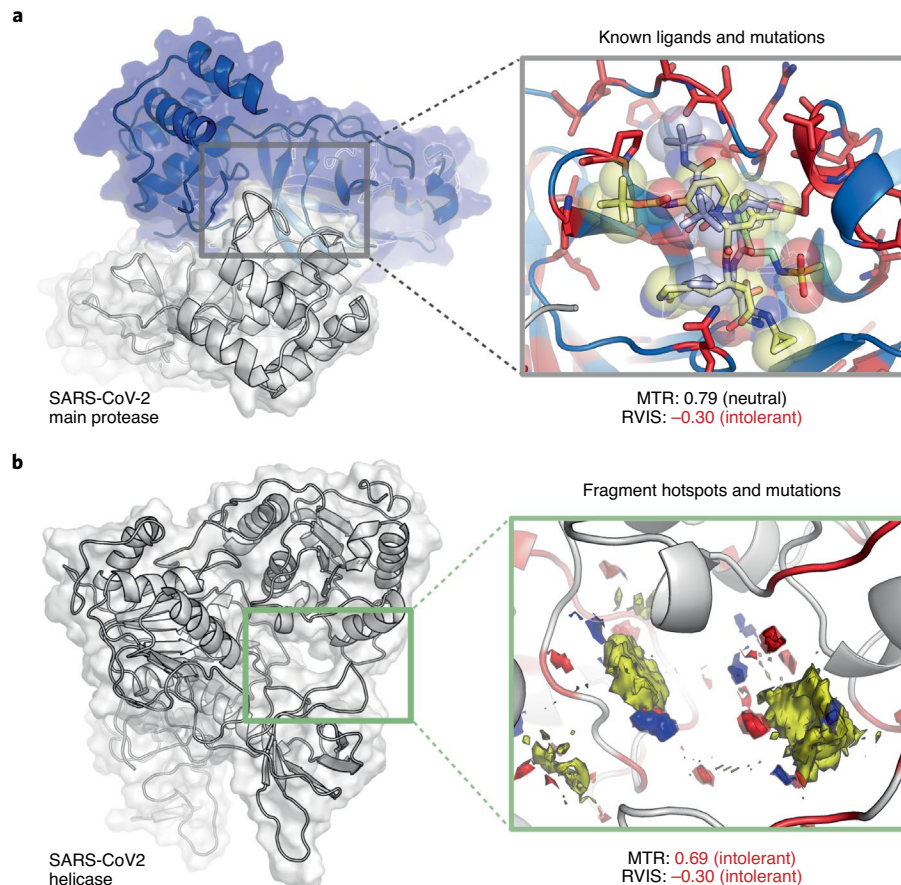 a
Known ligands and mutations
SARS-CoV-2
main protease
MTR: 0.79 (neutral)
RVIS: –0.30 (intolerant)
b
Fragment hotspots and mutations
SARS-CoV2
helicase
MTR: 0.69 (intolerant)
RVIS: –0.30 (intolerant)